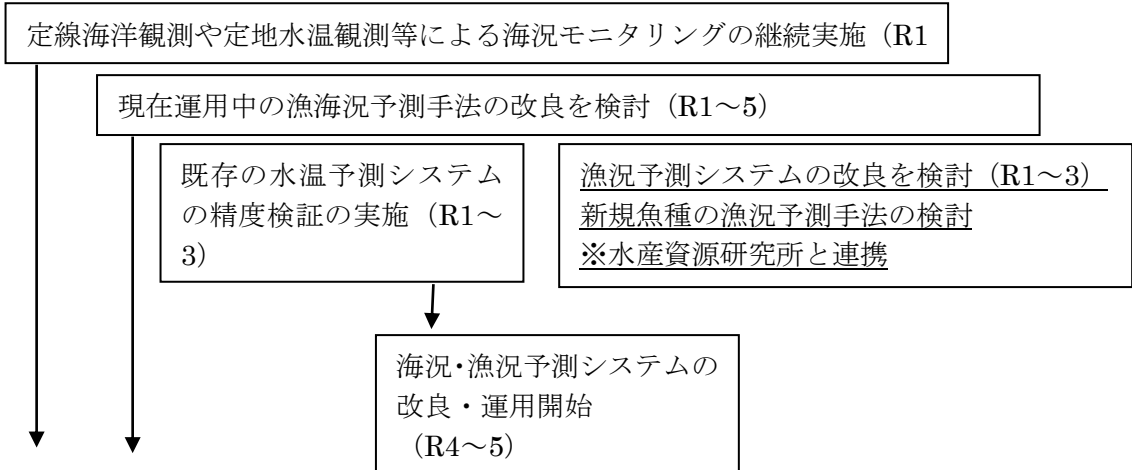 定線海洋観測や定地水温観測等による海況モニタリングの継続実施（R1
現在運用中の漁海況予測手法の改良を検討（R1～5）
既存の水温予測システム
の精度検証の実施（R1～
3）
漁況予測システムの改良を検討（R1～3）
新規魚種の漁況予測手法の検討
※水産資源研究所と連携
海況・漁況予測システムの
改良・運用開始
（R4～5）